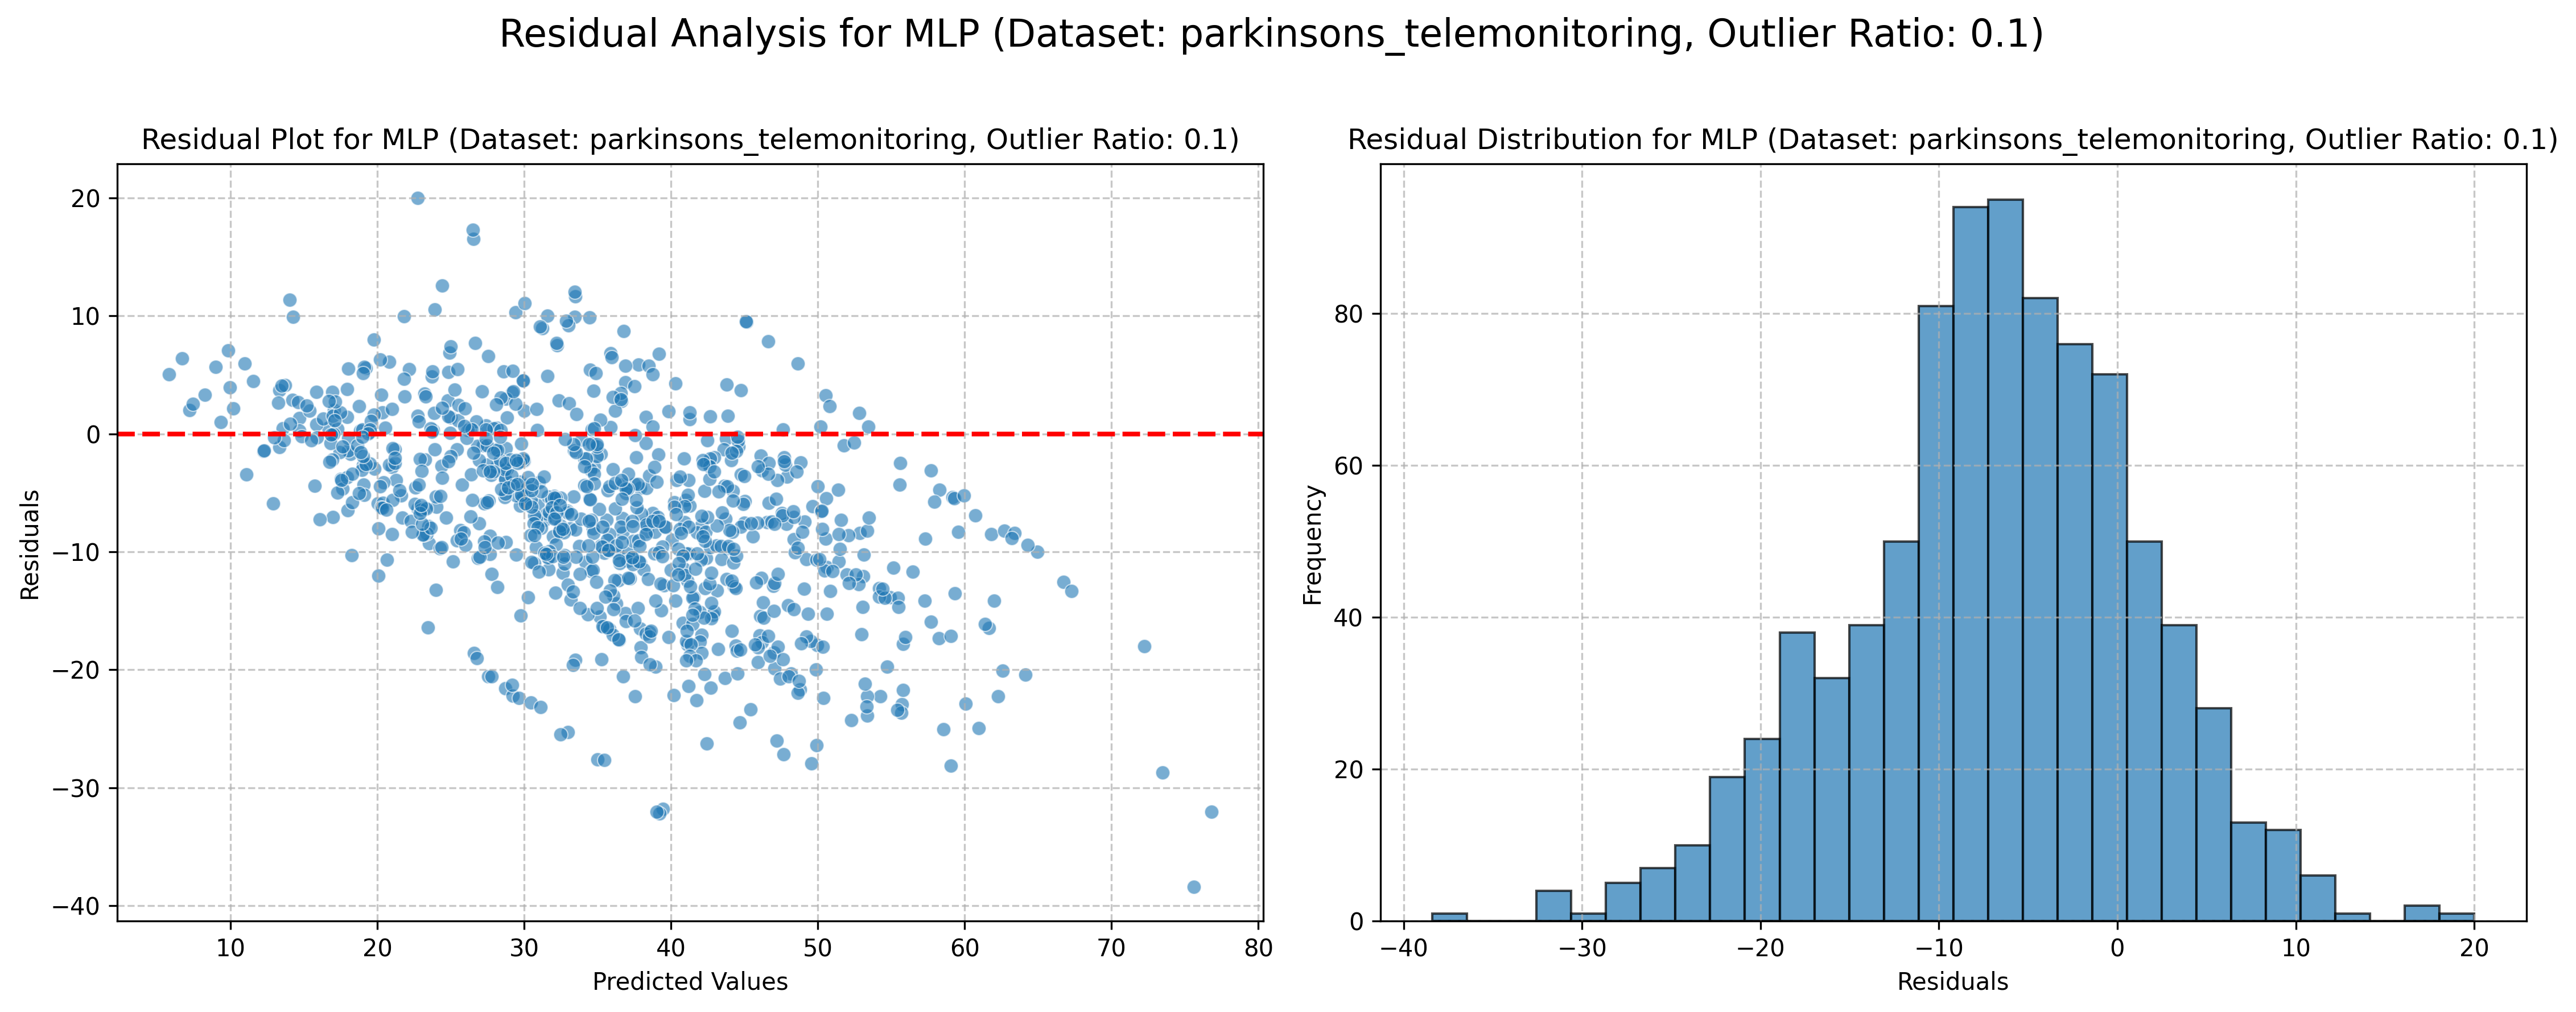 Residual Analysis for MLP (Dataset: parkinsons_telemonitoring, Outlier Ratio: 0.1)
Residual Plot for MLP (Dataset: parkinsons_telemonitoring, Outlier Ratio: 0.1)
20
10
0
−10
−20
−30
−40
Residuals
10 20 30 40 50 60 70 80
Predicted Values
Residual Distribution for MLP (Dataset: parkinsons_telemonitoring, Outlier Ratio: 0.1)
80
60
40
20
0
Frequency
−40 −30 −20 −10 0 10 20
Residuals